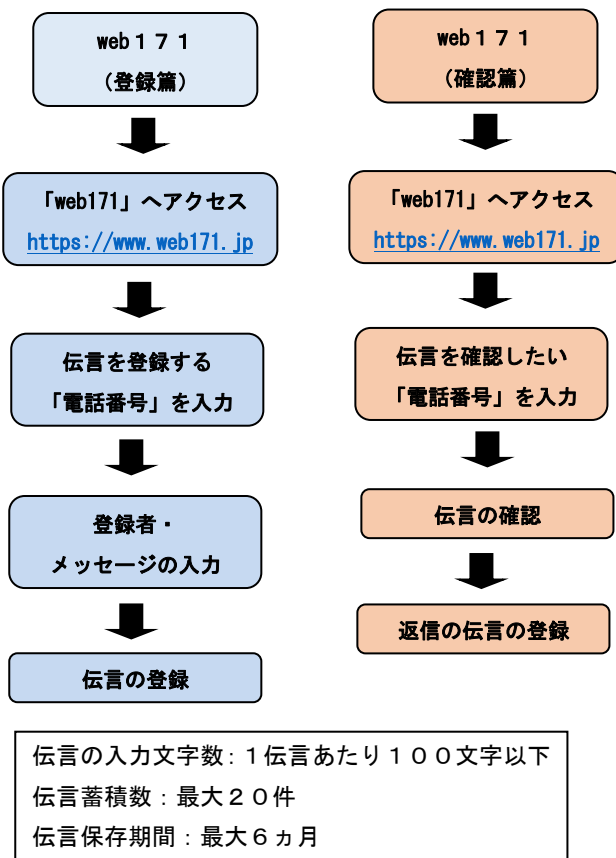 web１７１
（登録篇）
「web171」へアクセス
https://www.web171.jp
伝言を登録する
「電話番号」を入力
登録者・
メッセージの入力
伝言の登録
web１７１
（確認篇）
「web171」へアクセス
https://www.web171.jp
伝言を確認したい
「電話番号」を入力
伝言の確認
返信の伝言の登録
伝言の入力文字数：１伝言あたり１００文字以下
伝言蓄積数：最大２０件
伝言保存期間：最大６ヵ月